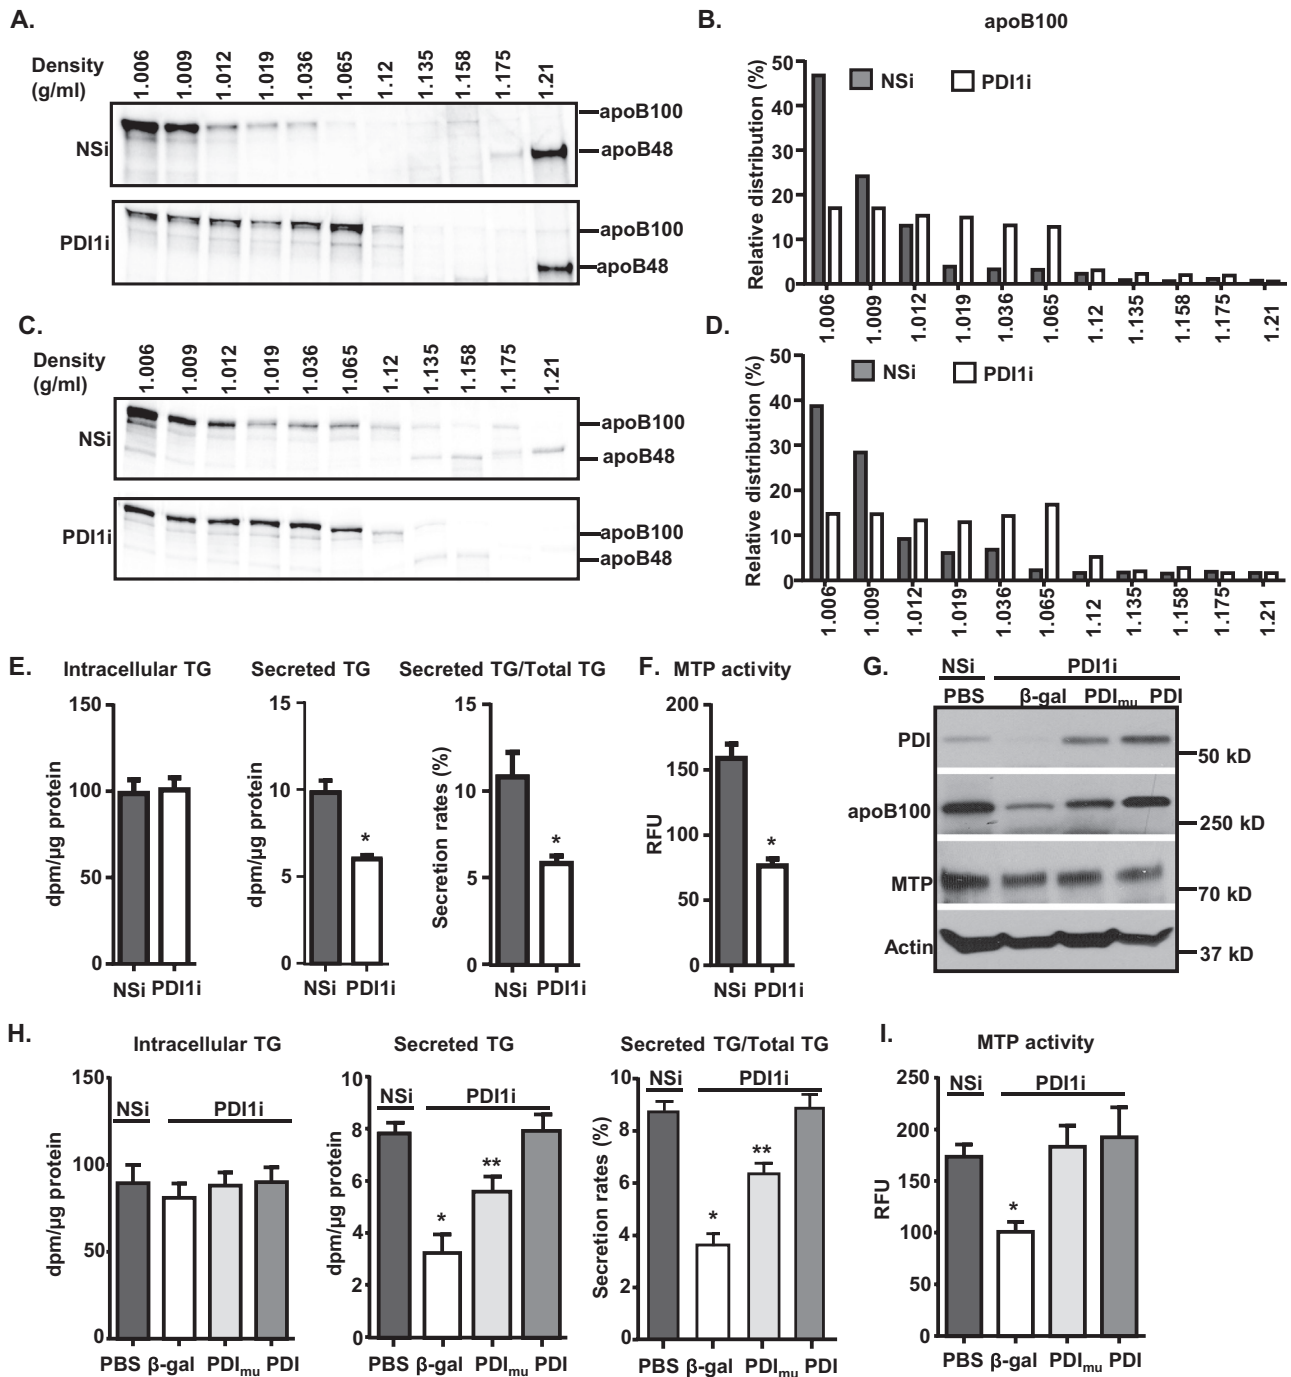 A.
Density
(g/ml)
1.006 1.009 1.012 1.019 1.036 1.065 1.12 1.135 1.158 1.175 1.21
NSi
apoB100
apoB48
PDI1i
apoB100
apoB48
B.
apoB100
NSi PDI1i
Relative distribution (%)
50
40
30
20
10
0
1.006 1.009 1.012 1.019 1.036 1.065 1.12 1.135 1.158 1.175 1.21
C.
Density
(g/ml)
1.006 1.009 1.012 1.019 1.036 1.065 1.12 1.135 1.158 1.175 1.21
NSi
apoB100
apoB48
PDI1i
apoB100
apoB48
D.
NSi PDI1i
Relative distribution (%)
50
40
30
20
10
0
1.006 1.009 1.012 1.019 1.036 1.065 1.12 1.135 1.158 1.175 1.21
E.
Intracellular TG
dpm/µg protein
150
100
50
0
NSi PDI1i
Secreted TG
dpm/µg protein
15
10
5
0
*
NSi PDI1i
Secreted TG/Total TG
Secretion rates (%)
15
10
5
0
*
NSi PDI1i
F.
MTP activity
RFU
200
150
100
50
0
*
NSi PDI1i
G.
NSi PDI1i
PBS β-gal PDImu PDI
PDI
50 kD
apoB100
250 kD
MTP
70 kD
Actin
37 kD
H.
Intracellular TG
dpm/µg protein
150
100
50
0
NSi PDI1i
PBS β-gal PDImu PDI
Secreted TG
dpm/µg protein
10
8
6
4
2
0
NSi PDI1i
*
**
PBS β-gal PDImu PDI
Secreted TG/Total TG
Secretion rates (%)
10
8
6
4
2
0
NSi PDI1i
*
**
PBS β-gal PDImu PDI
I.
MTP activity
RFU
250
200
150
100
50
0
NSi PDI1i
*
PBS β-gal PDImu PDI